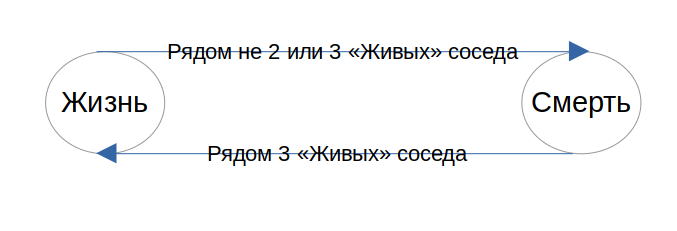 Рядом не 2 или 3 «Живых» соседа
Жизнь
Смерть
Рядом 3 «Живых» соседа